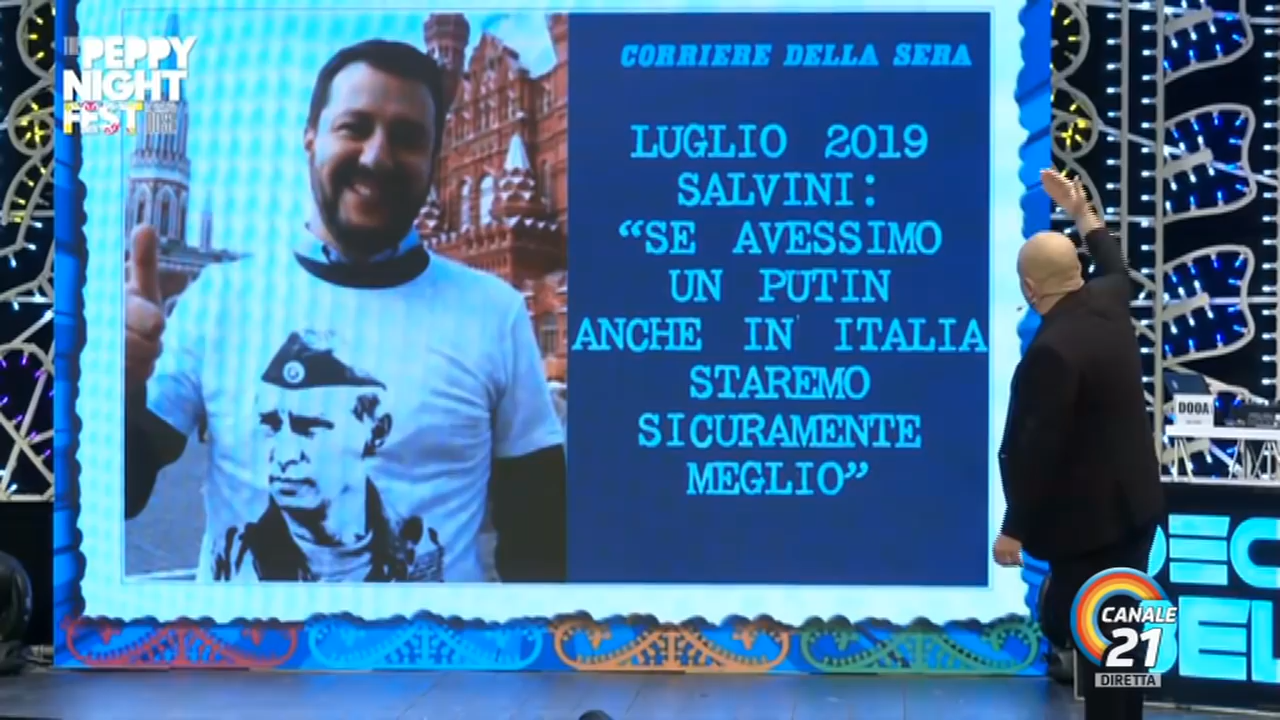 THE PEPPY
NIGHT
FEST
CORRIERE DELLA SERA
LUGLIO 2019
SALVINI:
“SE AVESSIMO
UN PUTIN
ANCHE IN ITALIA
STAREMO
SICURAMENTE
MEGLIO”
DOOA
CANALE
21
DIRETTA